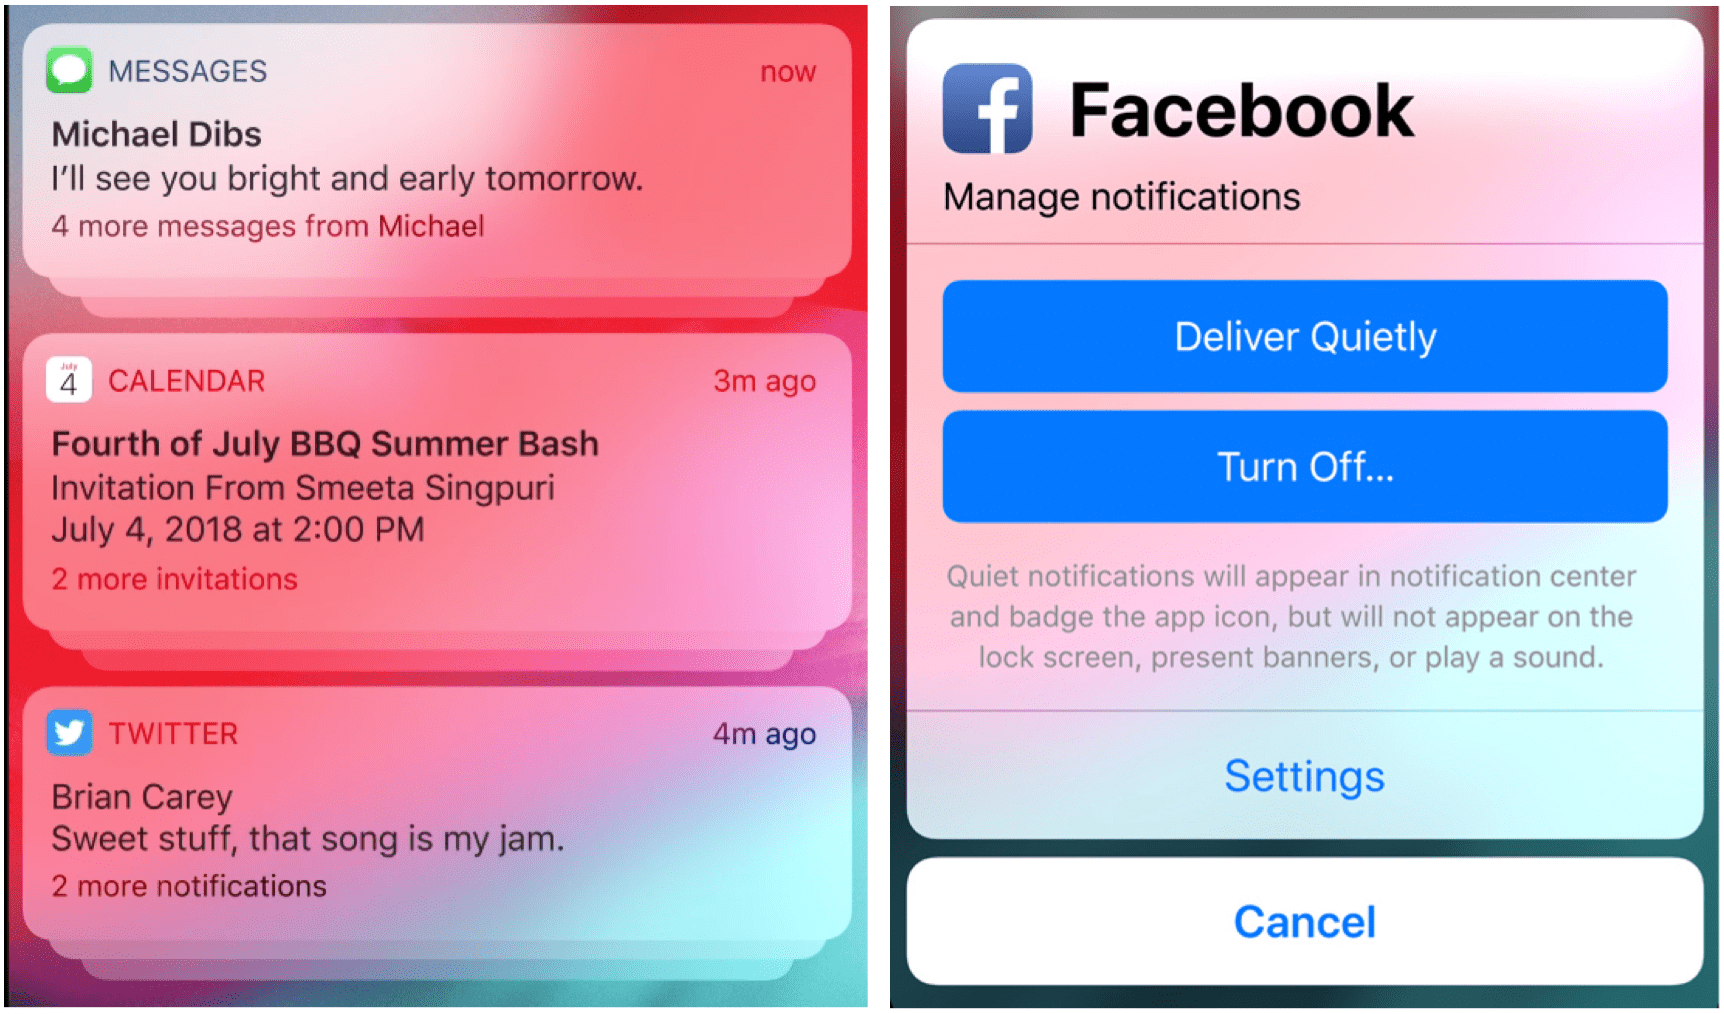 MESSAGES
now
Michael Dibs
I'll see you bright and early tomorrow.
4 more messages from Michael
July
4
CALENDAR
3m ago
Fourth of July BBQ Summer Bash
Invitation From Smeeta Singpuri
July 4, 2018 at 2:00 PM
2 more invitations
TWITTER
4m ago
Brian Carey
Sweet stuff, that song is my jam.
2 more notifications
f
Facebook
Manage notifications
Deliver Quietly
Turn Off...
Quiet notifications will appear in notification center
and badge the app icon, but will not appear on the
lock screen, present banners, or play a sound.
Settings
Cancel